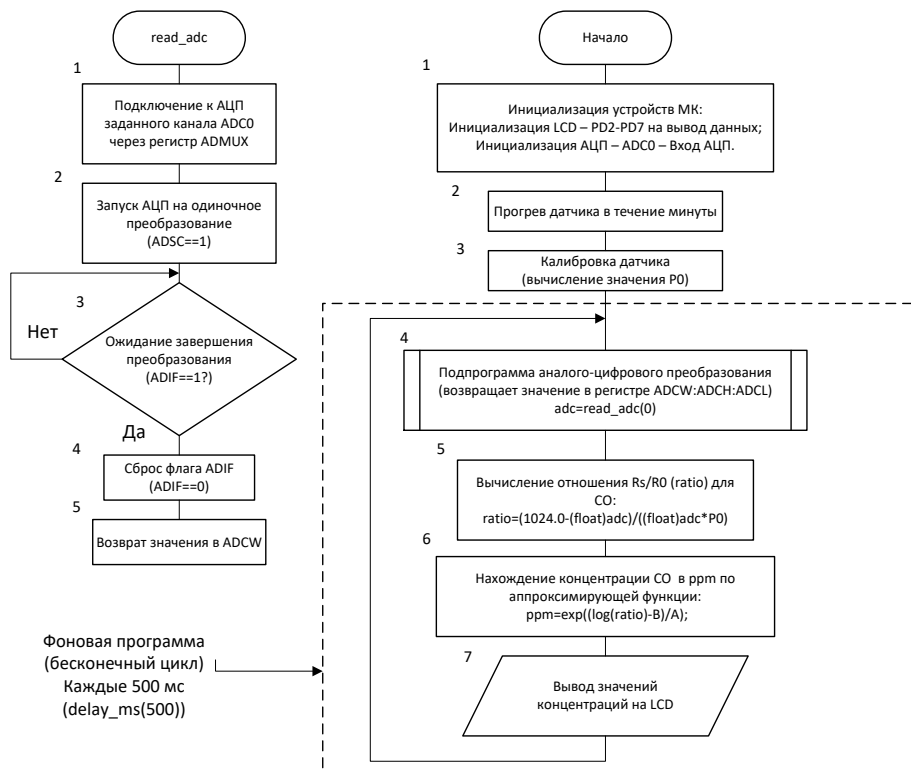 read_adc
1
Подключение к АЦП
заданного канала ADC0
через регистр ADMUX
2
Запуск АЦП на одиночное
преобразование
(ADSC==1)
3
Нет
Ожидание завершения
преобразования
(ADIF==1?)
Да
4
Сброс флага ADIF
(ADIF==0)
5
Возврат значения в ADCW
Фоновая программа
(бесконечный цикл)
Каждые 500 мс
(delay_ms(500))
Начало
1
Инициализация устройств МК:
Инициализация LCD – PD2-PD7 на вывод данных;
Инициализация АЦП – ADC0 – Вход АЦП.
2
Прогрев датчика в течение минуты
3
Калибровка датчика
(вычисление значения P0)
4
Подпрограмма аналого-цифрового преобразования
(возвращает значение в регистре ADCW:ADCH:ADCL)
adc=read_adc(0)
5
Вычисление отношения Rs/R0 (ratio) для
CO:
ratio=(1024.0-(float)adc)/((float)adc*P0)
6
Нахождение концентрации CO в ppm по
аппроксимирующей функции:
ppm=exp((log(ratio)-B)/A);
7
Вывод значений
концентраций на LCD